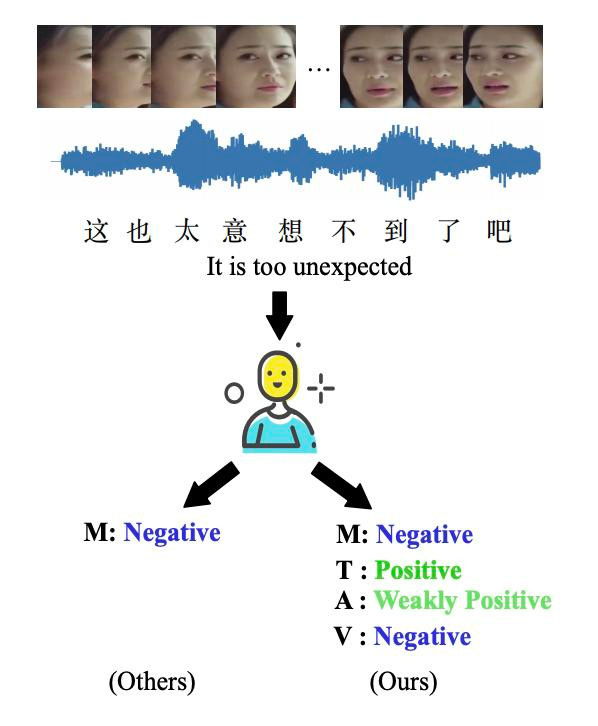 ...
这也太意想不到了吧
It is too unexpected
M: Negative
M: Negative
T : Positive
A : Weakly Positive
V : Negative
(Others)
(Ours)